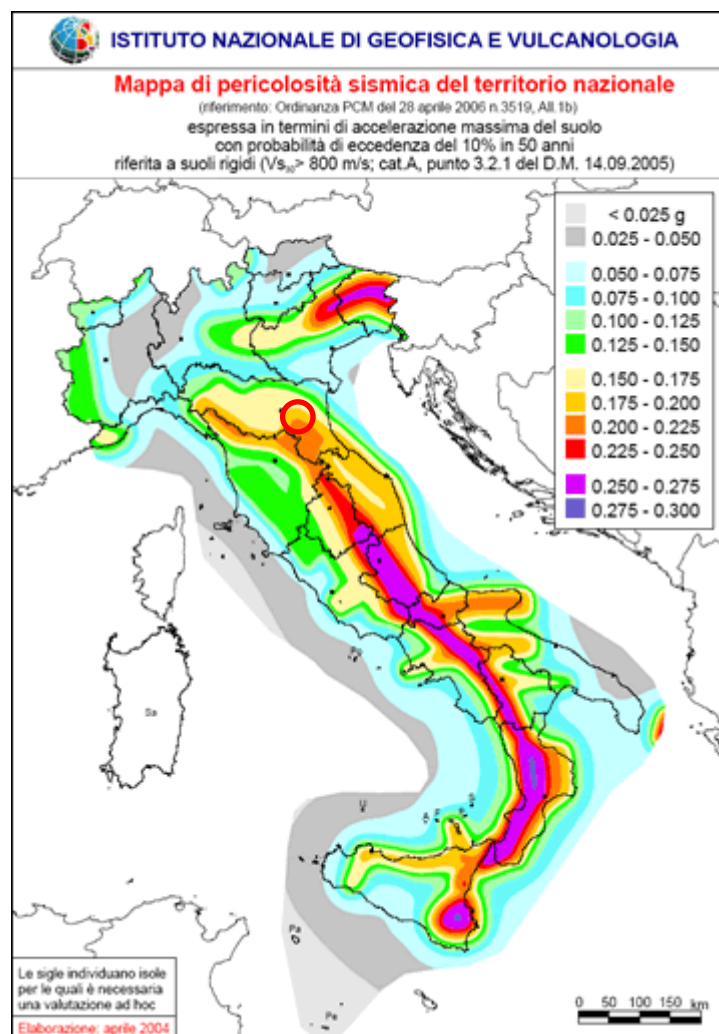 ISTITUTO NAZIONALE DI GEOFISICA E VULCANOLOGIA
Mappa di pericolosità sismica del territorio nazionale
(riferimento: Ordinanza PCM del 28 aprile 2006 n.3519, All.1b)
espressa in termini di accelerazione massima del suolo
con probabilità di eccedenza del 10% in 50 anni
riferita a suoli rigidi (Vs30> 800 m/s; cat.A, punto 3.2.1 del D.M. 14.09.2005)
< 0.025 g
0.025 - 0.050
0.050 - 0.075
0.075 - 0.100
0.100 - 0.125
0.125 - 0.150
0.150 - 0.175
0.175 - 0.200
0.200 - 0.225
0.225 - 0.250
0.250 - 0.275
0.275 - 0.300
Sa
U
A
F
S
Pa
Pe
Le sigle individuano isole
per le quali è necessaria
una valutazione ad hoc
Elaborazione: aprile 2004
0 50 100 150 200
km